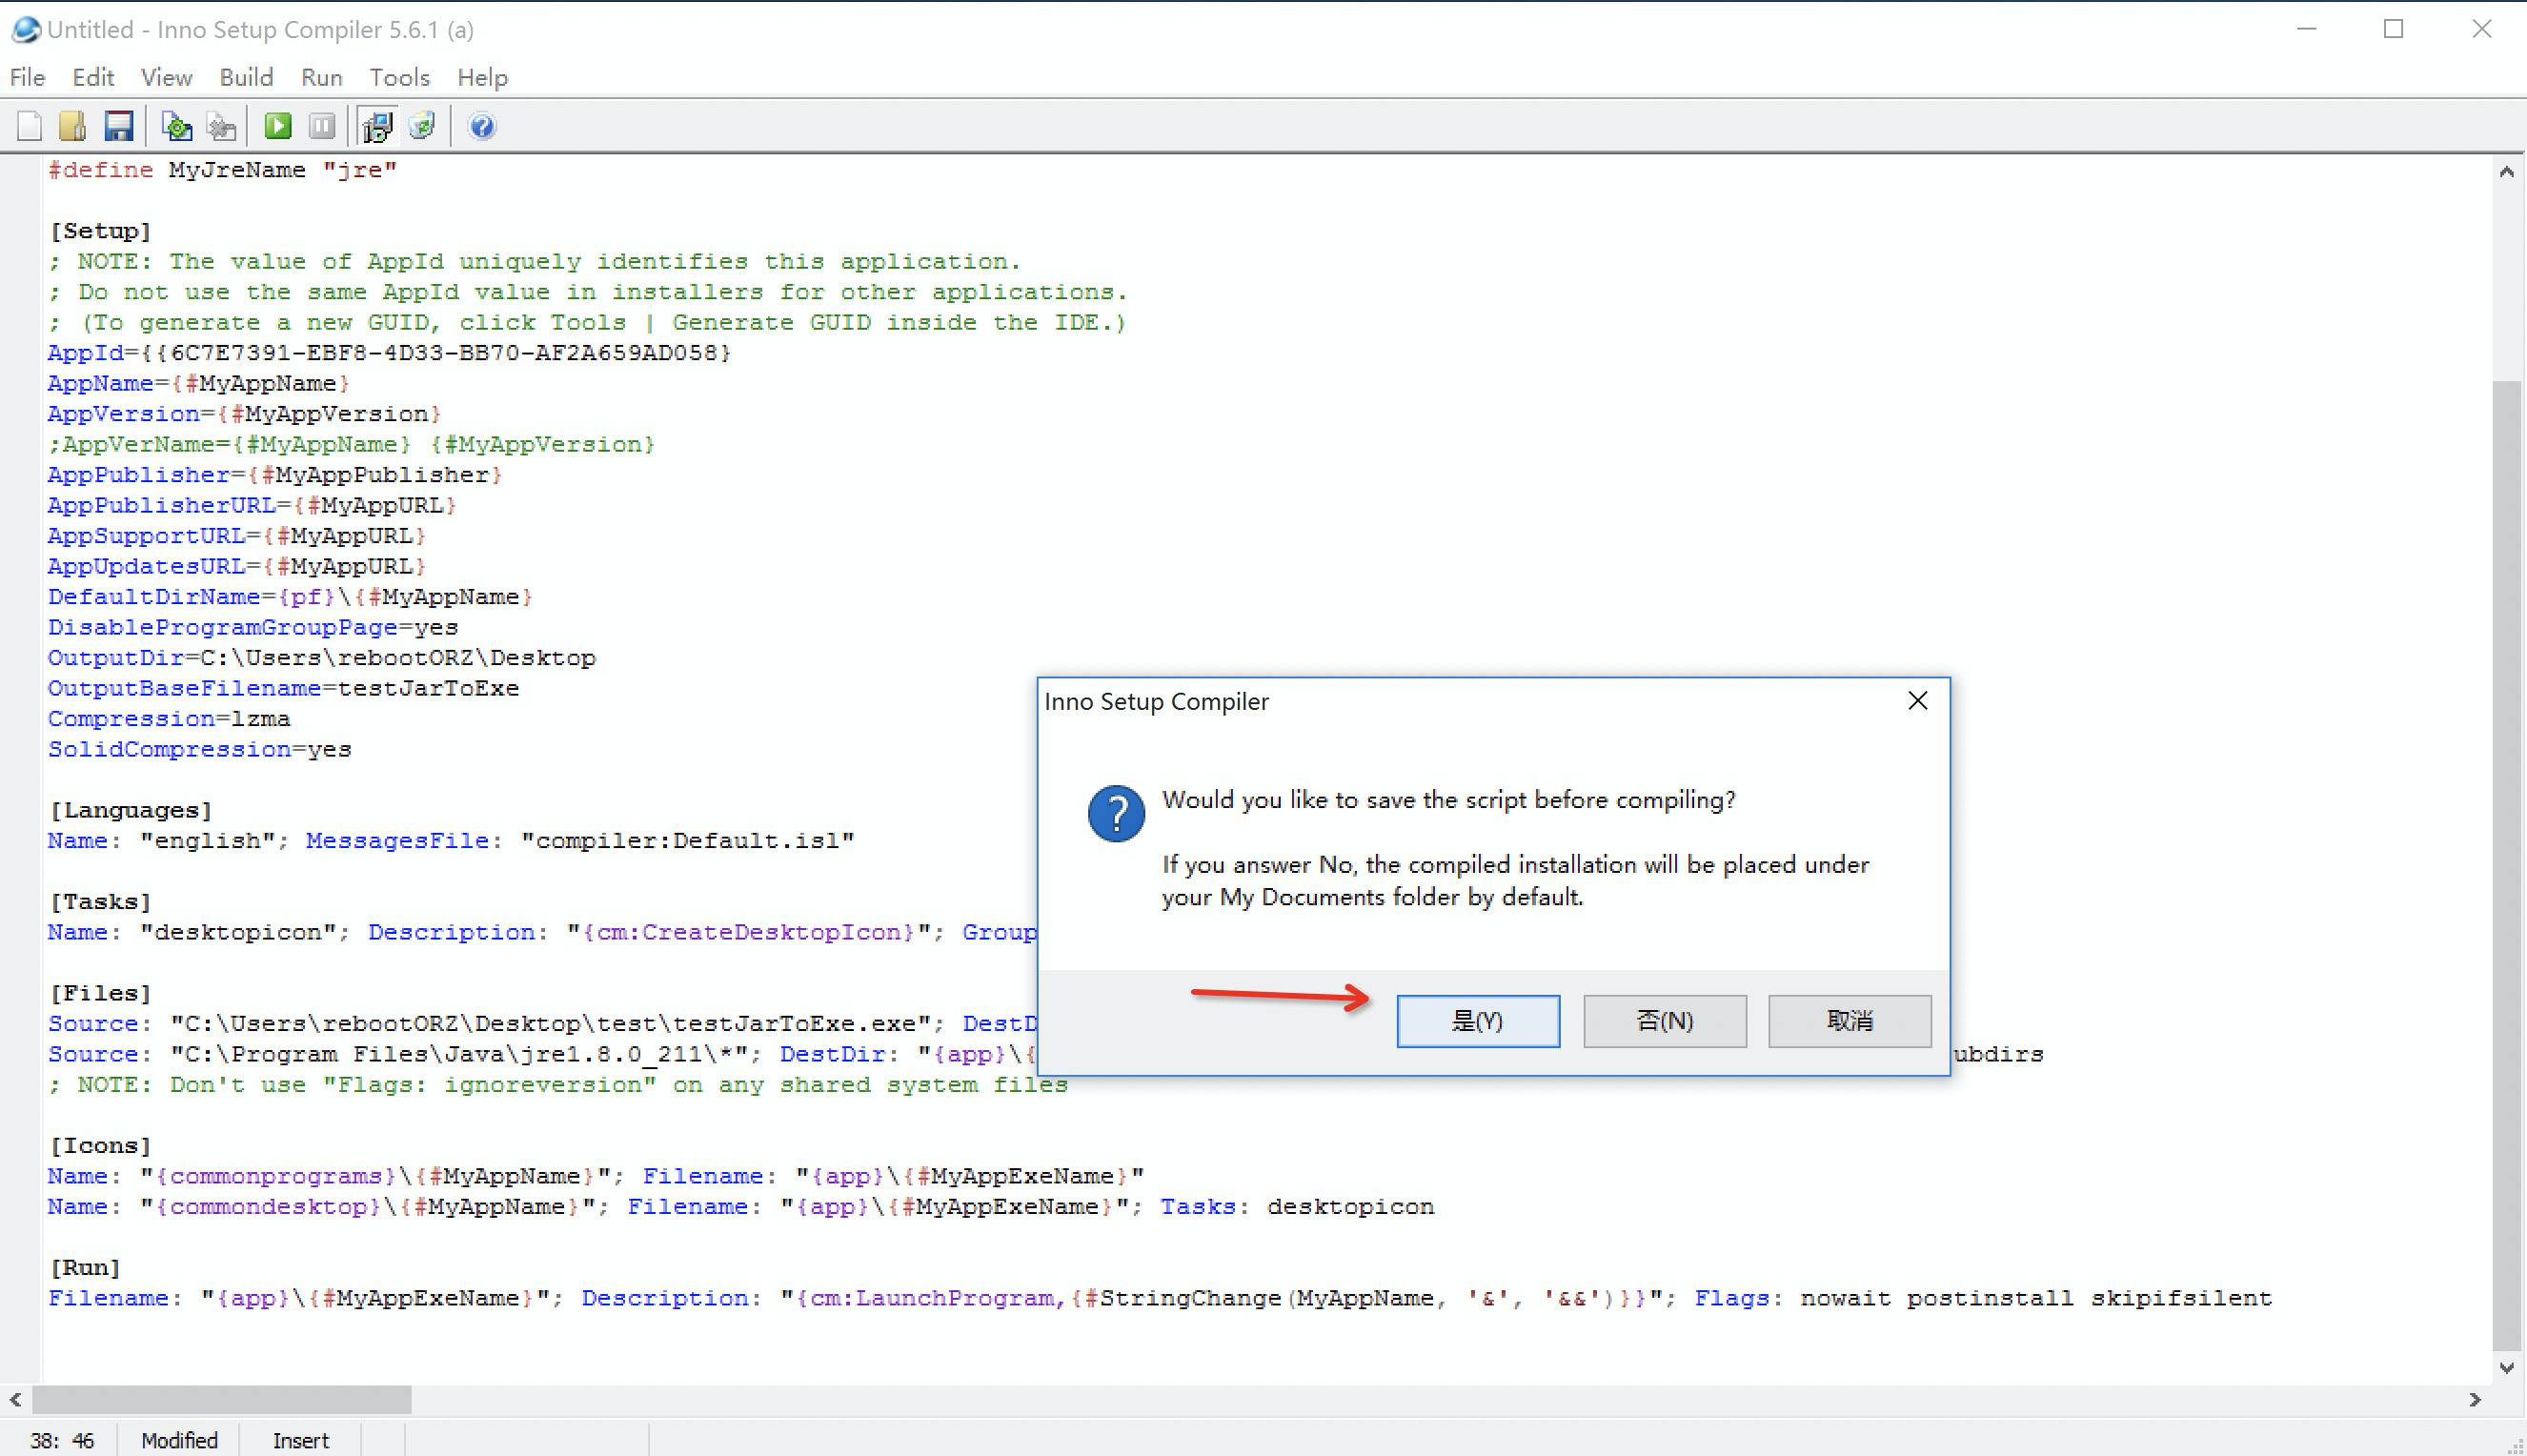 Untitled - Inno Setup Compiler 5.6.1 (a)
File Edit View Build Run Tools Help
#define MyJreName "jre"
[Setup]
; NOTE: The value of AppId uniquely identifies this application.
; Do not use the same AppId value in installers for other applications.
; (To generate a new GUID, click Tools | Generate GUID inside the IDE.)
AppId={{6C7E7391-EBF8-4D33-BB70-AF2A659AD058}
AppName={#MyAppName}
AppVersion={#MyAppVersion}
;AppVerName={#MyAppName} {#MyAppVersion}
AppPublisher={#MyAppPublisher}
AppPublisherURL={#MyAppURL}
AppSupportURL={#MyAppURL}
AppUpdatesURL={#MyAppURL}
DefaultDirName={pf}\{#MyAppName}
DisableProgramGroupPage=yes
OutputDir=C:\Users\rebootORZ\Desktop
OutputBaseFilename=testJarToExe
Compression=lzma
SolidCompression=yes
[Languages]
Name: "english"; MessagesFile: "compiler:Default.isl"
[Tasks]
Name: "desktopicon"; Description: "{cm:CreateDesktopIcon}"; Group
[Files]
Source: "C:\Users\rebootORZ\Desktop\test\testJarToExe.exe"; DestD
Source: "C:\Program Files\Java\jre1.8.0_211\*"; DestDir: "{app}\{ ubdirs
; NOTE: Don't use "Flags: ignoreversion" on any shared system files
[Icons]
Name: "{commonprograms}\{#MyAppName}"; Filename: "{app}\{#MyAppExeName}"
Name: "{commondesktop}\{#MyAppName}"; Filename: "{app}\{#MyAppExeName}"; Tasks: desktopicon
[Run]
Filename: "{app}\{#MyAppExeName}"; Description: "{cm:LaunchProgram,{#StringChange(MyAppName, '&', '&&')}}"; Flags: nowait postinstall skipifsilent
Inno Setup Compiler
Would you like to save the script before compiling?
If you answer No, the compiled installation will be placed under
your My Documents folder by default.
是(Y) 否(N) 取消
38: 46 Modified Insert